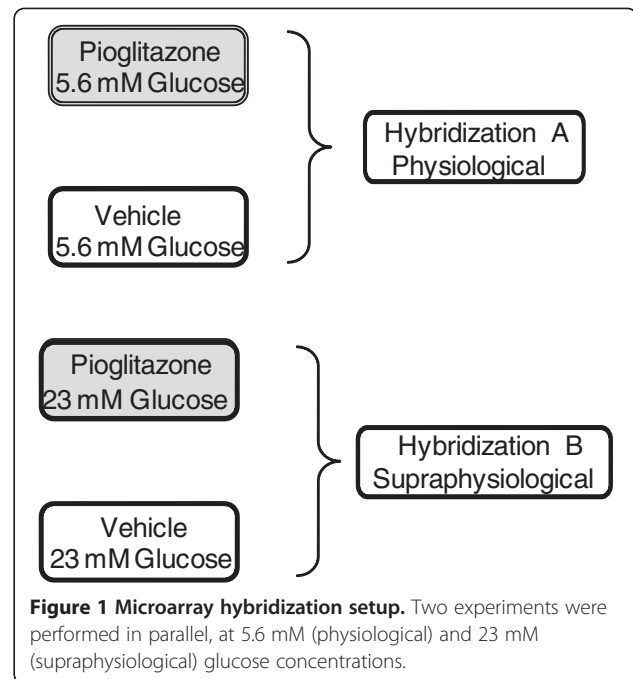 Pioglitazone
5.6 mM Glucose
Hybridization A
Physiological
Vehicle
5.6 mM Glucose
Pioglitazone
23 mM Glucose
Hybridization B
Supraphysiological
Vehicle
23 mM Glucose
Figure 1 Microarray hybridization setup. Two experiments were
performed in parallel, at 5.6 mM (physiological) and 23 mM
(supraphysiological) glucose concentrations.